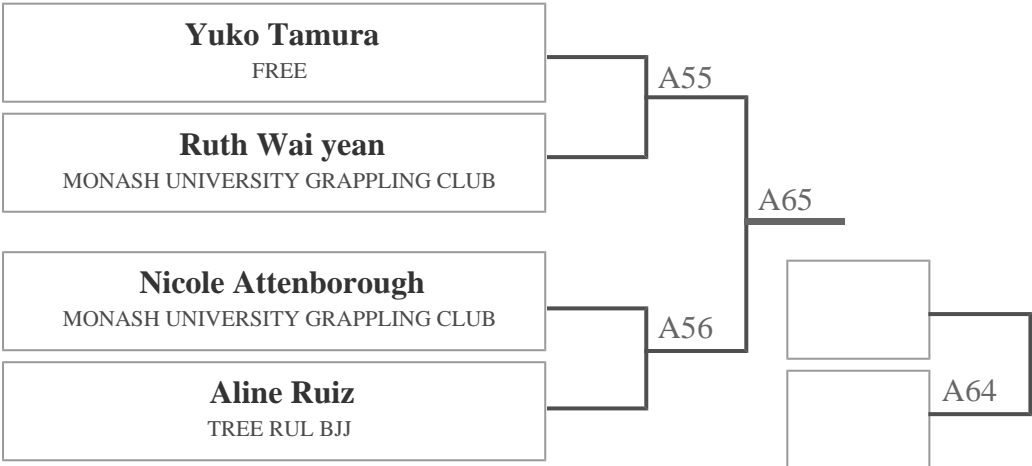 Yuko Tamura
FREE
A55
Ruth Wai yean
MONASH UNIVERSITY GRAPPLING CLUB
A65
Nicole Attenborough
MONASH UNIVERSITY GRAPPLING CLUB
A56
Aline Ruiz
TREE RUL BJJ
A64